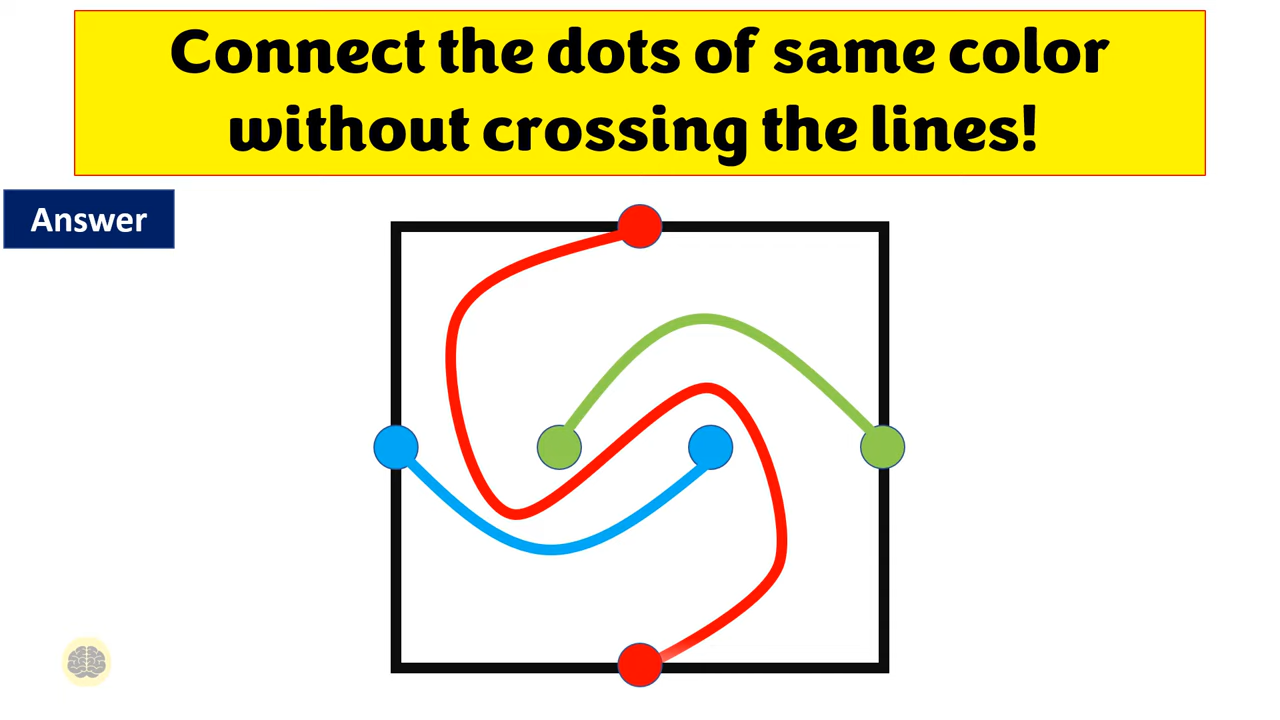 Connect the dots of same color
without crossing the lines!
Answer